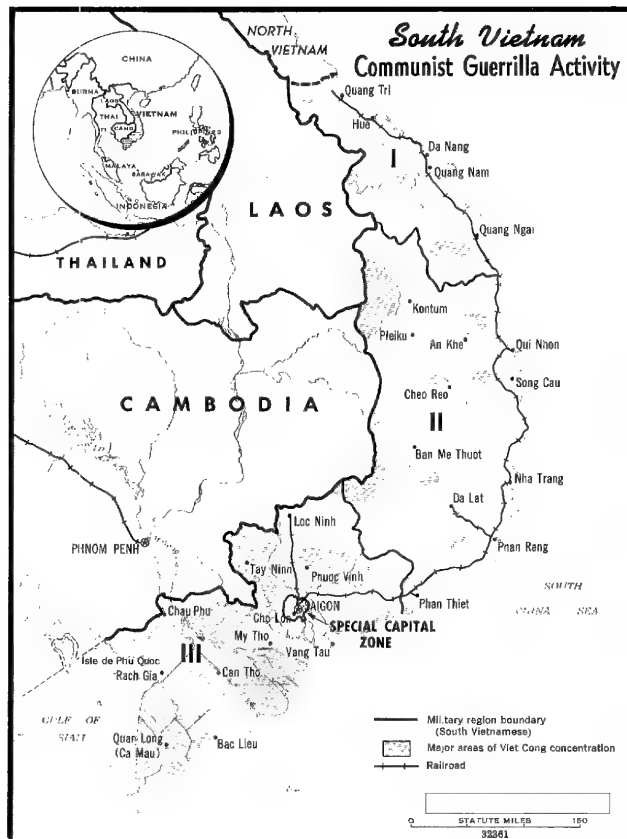 South Vietnam
Communist Guerrilla Activity
NORTH
VIETNAM
CHINA
BURMA
LAOS
VIETNAM
THAI
CAMB
PHILIPPINES
MALAYA
SARAWAK
INDONESIA
Quang Tri
Hue
I
Da Nang
Quang Nam
LAOS
Quang Ngai
THAILAND
Kontum
Pleiku
An Khe
Qui Nhon
Song Cau
CAMBODIA
Cheo Reo
II
Ban Me Thuot
Nha Trang
Da Lat
Loc Ninh
PHNOM PENH
Pnan Rang
Tay Ninh
Phuoc Vinh
SOUTH
CHINA SEA
Chau Phu
Cho Lon
SAIGON
Phan Thiet
SPECIAL CAPITAL
ZONE
My Tho
III
Vang Tau
Isle de Phu Quoc
Rach Gia
Can Tho
GULF OF
SIAM
Quan Long
(Ca Mau)
Bac Lieu
Military region boundary
(South Vietnamese)
Major areas of Viet Cong concentration
Railroad
0 STATUTE MILES 150
32361